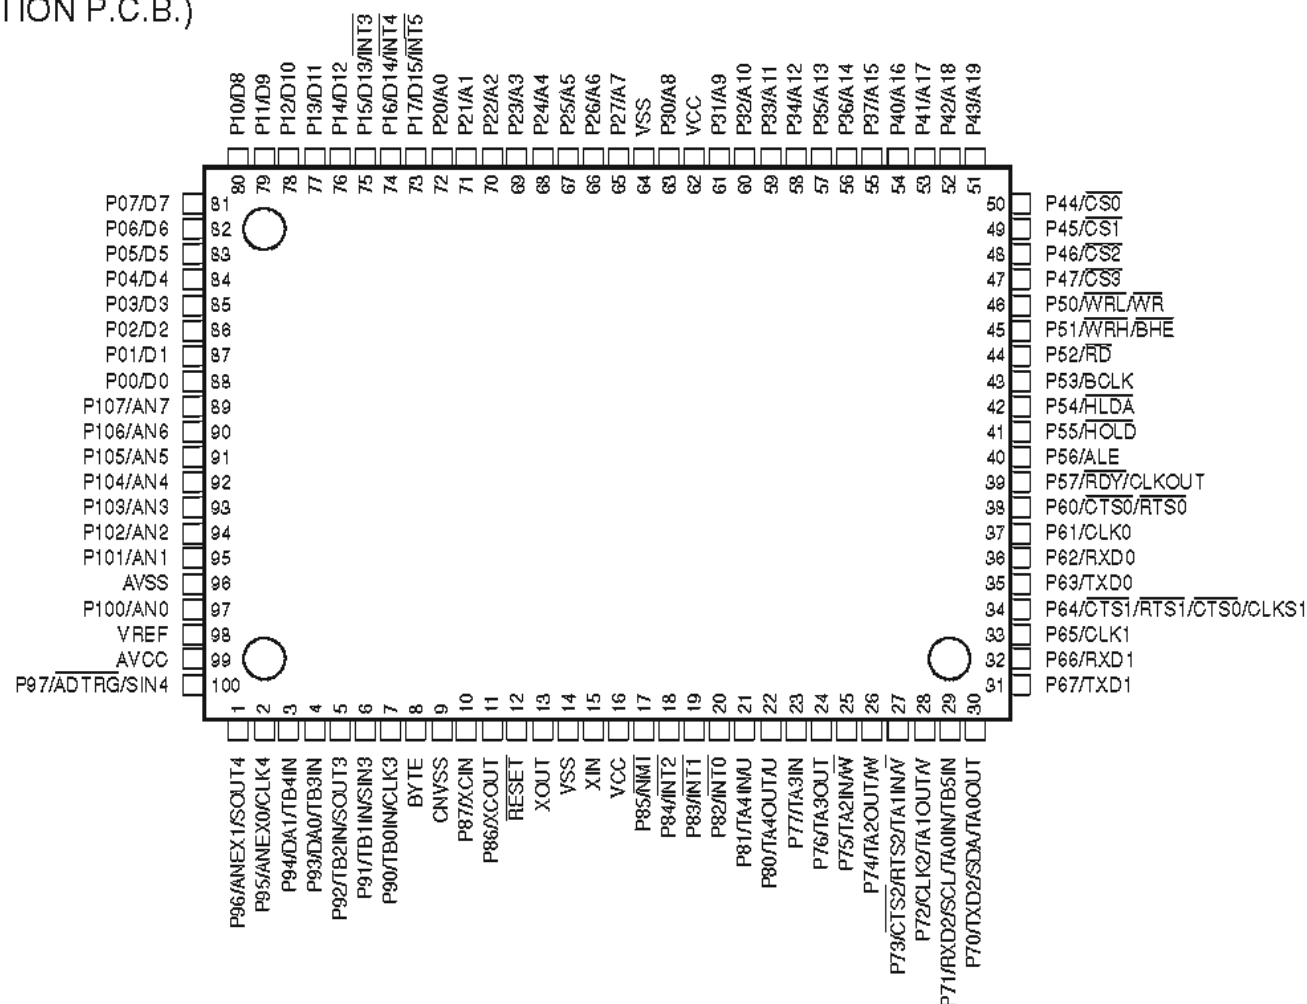 TION P.C.B.)
P10/D8
P11/D9
P12/D10
P13/D11
P14/D12
P15/D13/INT3
P16/D14/INT4
P17/D15/INT5
P20/A0
P21/A1
P22/A2
P23/A3
P24/A4
P25/A5
P26/A6
P27/A7
VSS
P30/A8
VCC
P31/A9
P32/A10
P33/A11
P34/A12
P35/A13
P36/A14
P37/A15
P40/A16
P41/A17
P42/A18
P43/A19
80 79 78 77 76 75 74 73 72 71 70 69 68 67 66 65 64 63 62 61 60 59 58 57 56 55 54 53 52 51
P07/D7 81
P06/D6 82
P05/D5 83
P04/D4 84
P03/D3 85
P02/D2 86
P01/D1 87
P00/D0 88
P107/AN7 89
P106/AN6 90
P105/AN5 91
P104/AN4 92
P103/AN3 93
P102/AN2 94
P101/AN1 95
AVSS 96
P100/AN0 97
VREF 98
AVCC 99
P97/ADTRG/SIN4 100
50 P44/CS0
49 P45/CS1
48 P46/CS2
47 P47/CS3
46 P50/WRL/WR
45 P51/WRH/BHE
44 P52/RD
43 P53/BCLK
42 P54/HLDA
41 P55/HOLD
40 P56/ALE
39 P57/RDY/CLKOUT
38 P60/CTS0/RTS0
37 P61/CLK0
36 P62/RXD0
35 P63/TXD0
34 P64/CTS1/RTS1/CTS0/CLKS1
33 P65/CLK1
32 P66/RXD1
31 P67/TXD1
1 2 3 4 5 6 7 8 9 10 11 12 13 14 15 16 17 18 19 20 21 22 23 24 25 26 27 28 29 30
P96/ANEX1/SOUT4
P95/ANEX0/CLK4
P94/DA1/TB4IN
P93/DA0/TB3IN
P92/TB2IN/SOUT3
P91/TB1IN/SIN3
P90/TB0IN/CLK3
BYTE
CNVSS
P87/XCIN
P86/XCOUT
RESET
XOUT
VSS
XIN
VCC
P85/NMI
P84/INT2
P83/INT1
P82/INT0
P81/TA4IN/U
P80/TA4OUT/U
P77/TA3IN
P76/TA3OUT
P75/TA2IN/W
P74/TA2OUT/W
P73/CTS2/RTS2/TA1IN/V
P72/CLK2/TA1OUT/V
P71/RXD2/SCL/TA0IN/TB5IN
P70/TXD2/SDA/TA0OUT